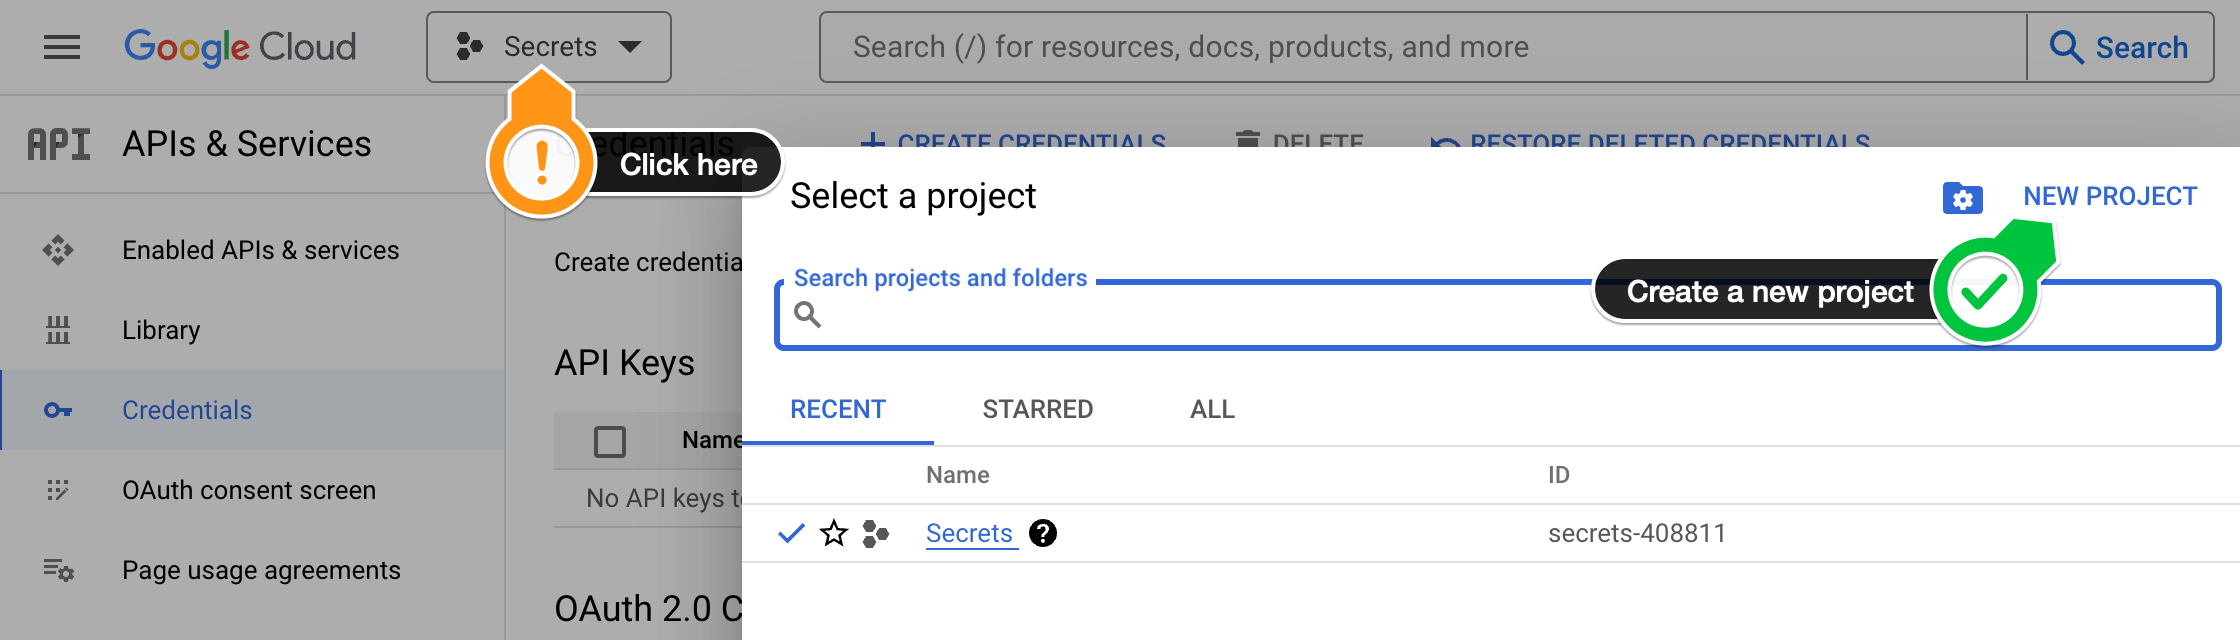 Google Cloud
Secrets
Search (/) for resources, docs, products, and more
Search
API
APIs & Services
Credentials
CREATE CREDENTIALS
DELETE
RESTORE DELETED CREDENTIALS
Click here
Select a project
NEW PROJECT
Enabled APIs & services
Library
Credentials
OAuth consent screen
Page usage agreements
Create credentia
API Keys
Name
No API keys t
OAuth 2.0 C
Search projects and folders
Create a new project
RECENT
STARRED
ALL
Name
ID
Secrets
secrets-408811